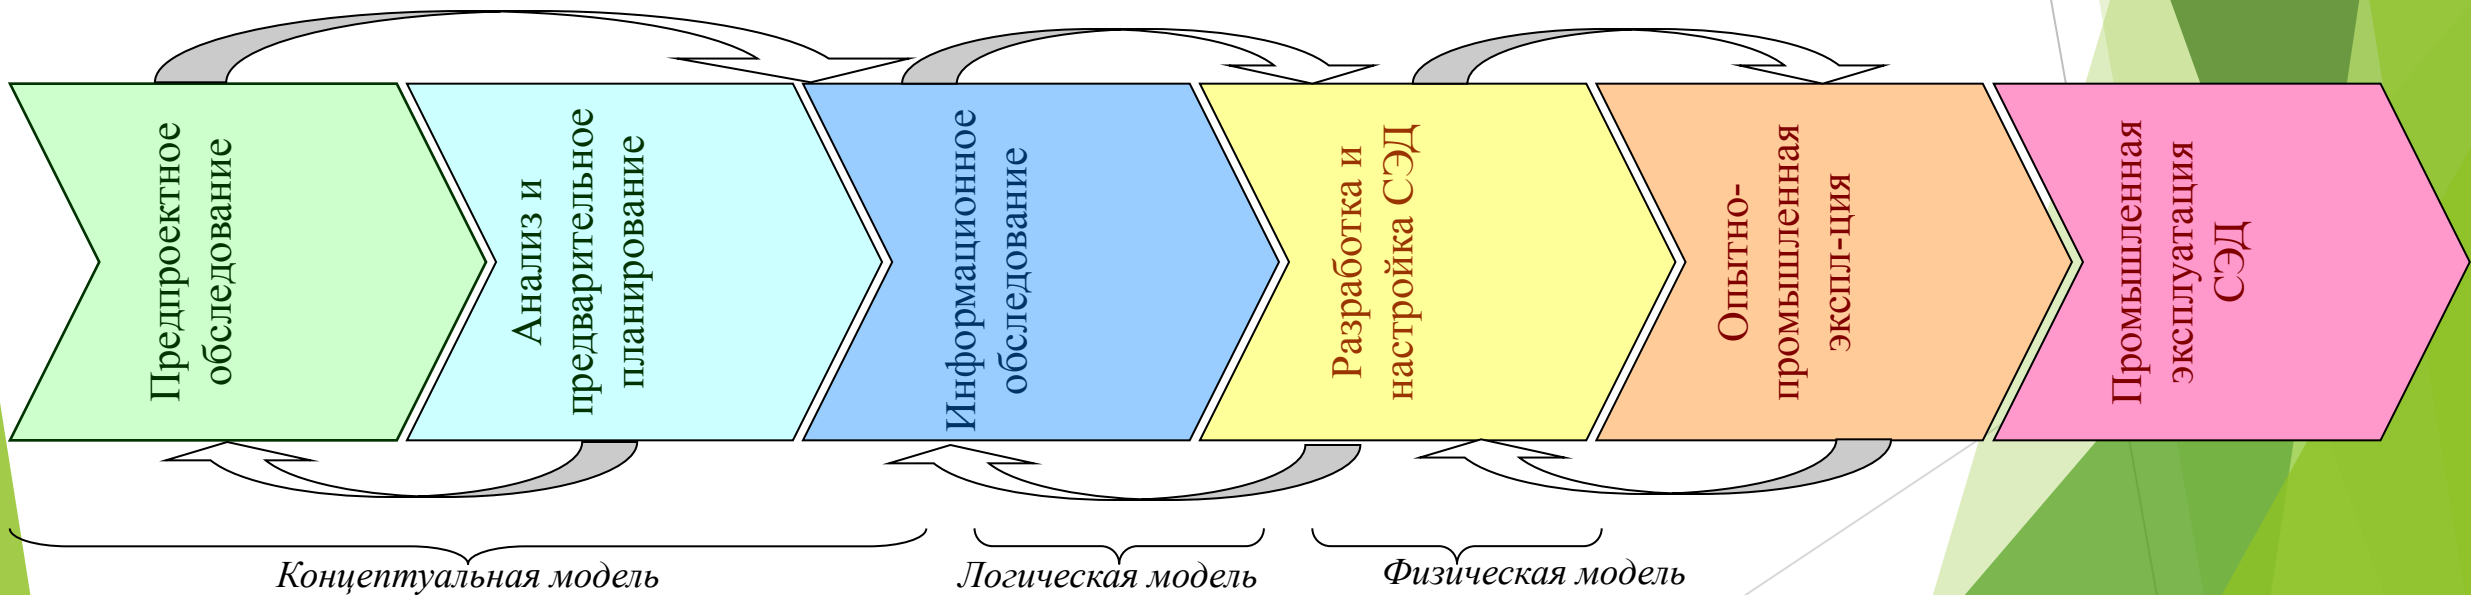 Предпроектное
обследование
Анализ и
предварительное
планирование
Информационное
обследование
Разработка и
настройка СЭД
Опытно-
промышленная
экспл-ция
Промышленная
эксплуатация
СЭД
Концептуальная модель
Логическая модель
Физическая модель